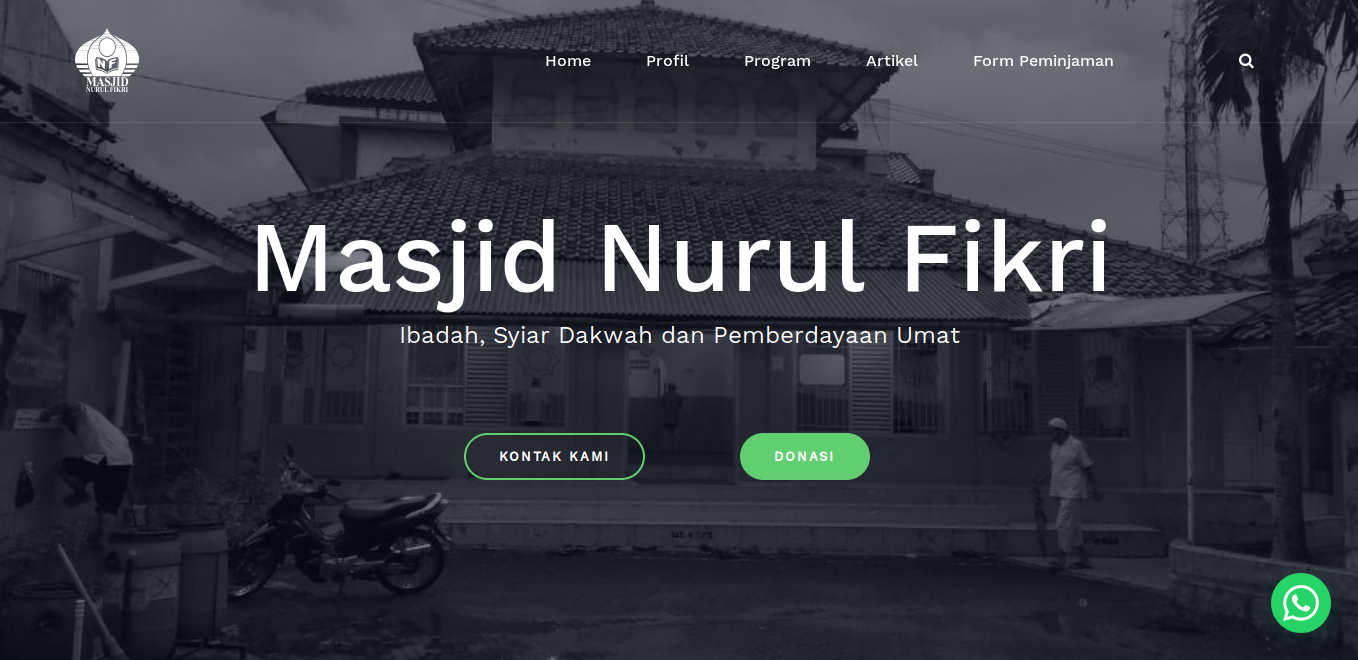 NF
MASJID
NURUL FIKRI
Home Profil Program Artikel Form Peminjaman
Masjid Nurul Fikri
Ibadah, Syiar Dakwah dan Pemberdayaan Umat
KONTAK KAMI DONASI